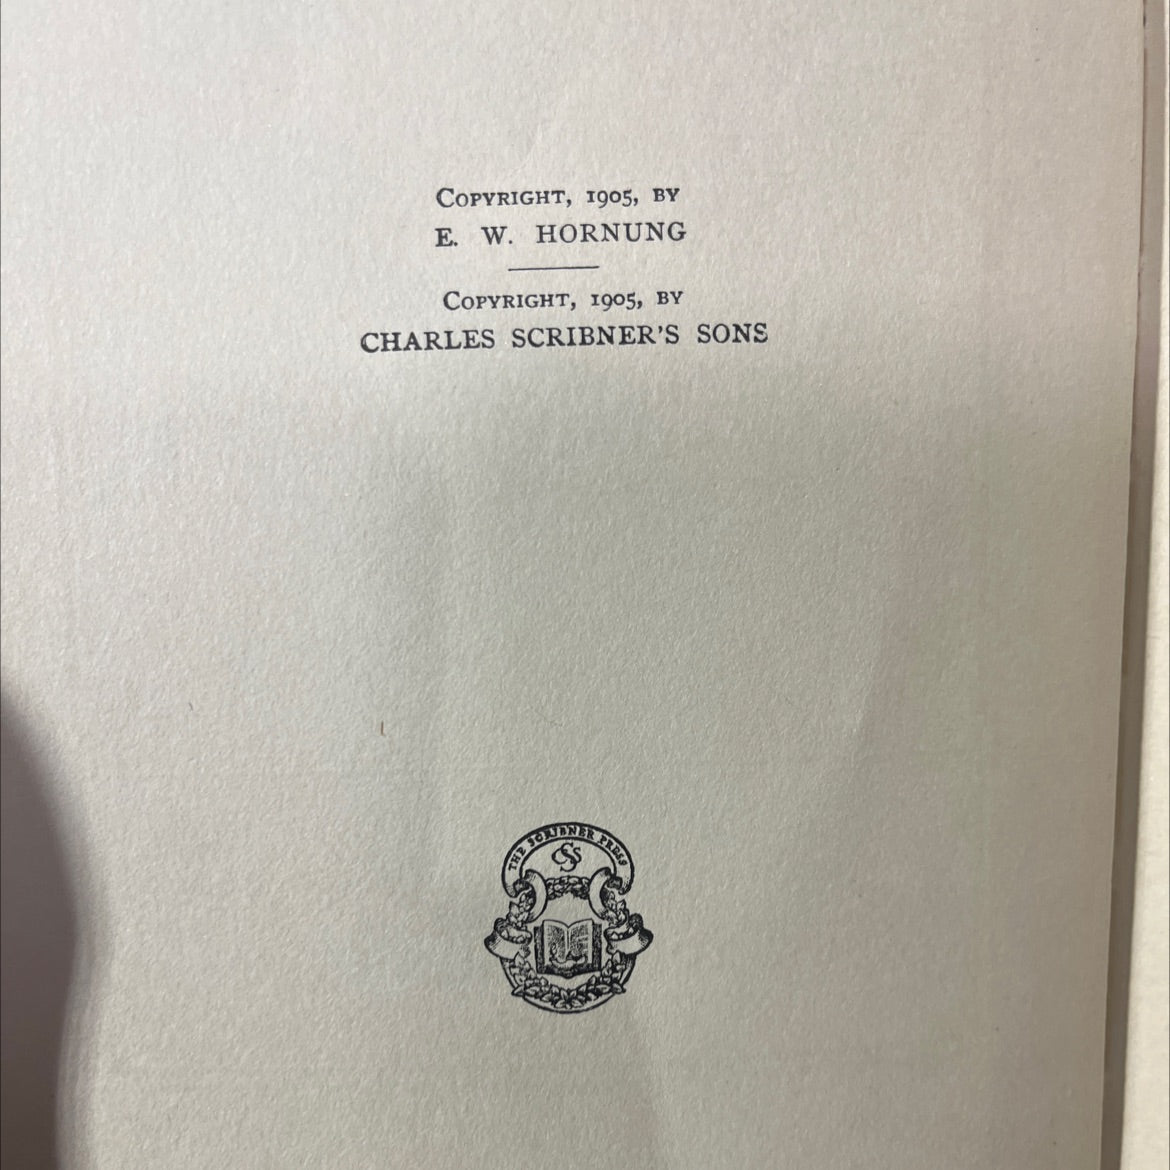 COPYRIGHT, 1905, BY
E. W. HORNUNG
COPYRIGHT, 1905, BY
CHARLES SCRIBNER'S SONS
THE SCRIBNER PRESS
CSS